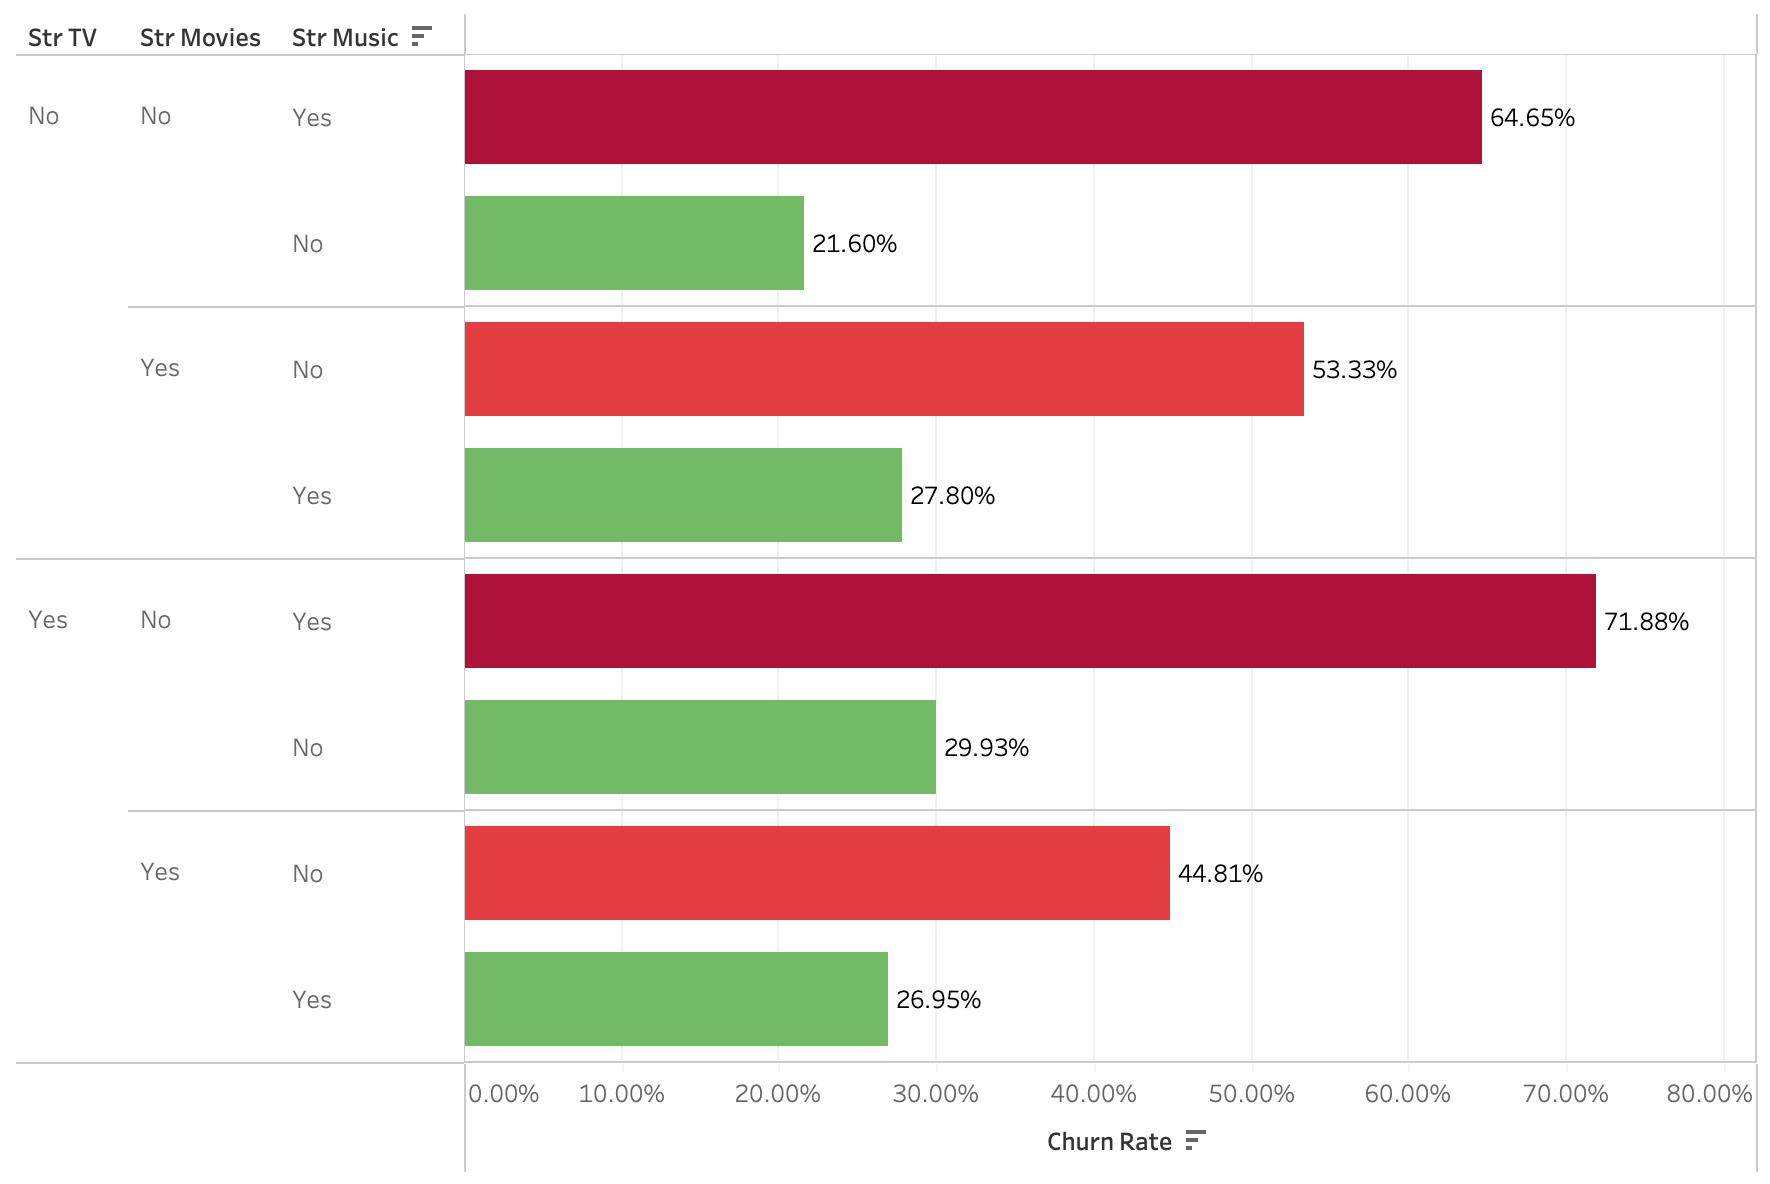 Str TV Str Movies Str Music
No No Yes 64.65%
No 21.60%
Yes No 53.33%
Yes 27.80%
Yes No Yes 71.88%
No 29.93%
Yes No 44.81%
Yes 26.95%
0.00% 10.00% 20.00% 30.00% 40.00% 50.00% 60.00% 70.00% 80.00%
Churn Rate